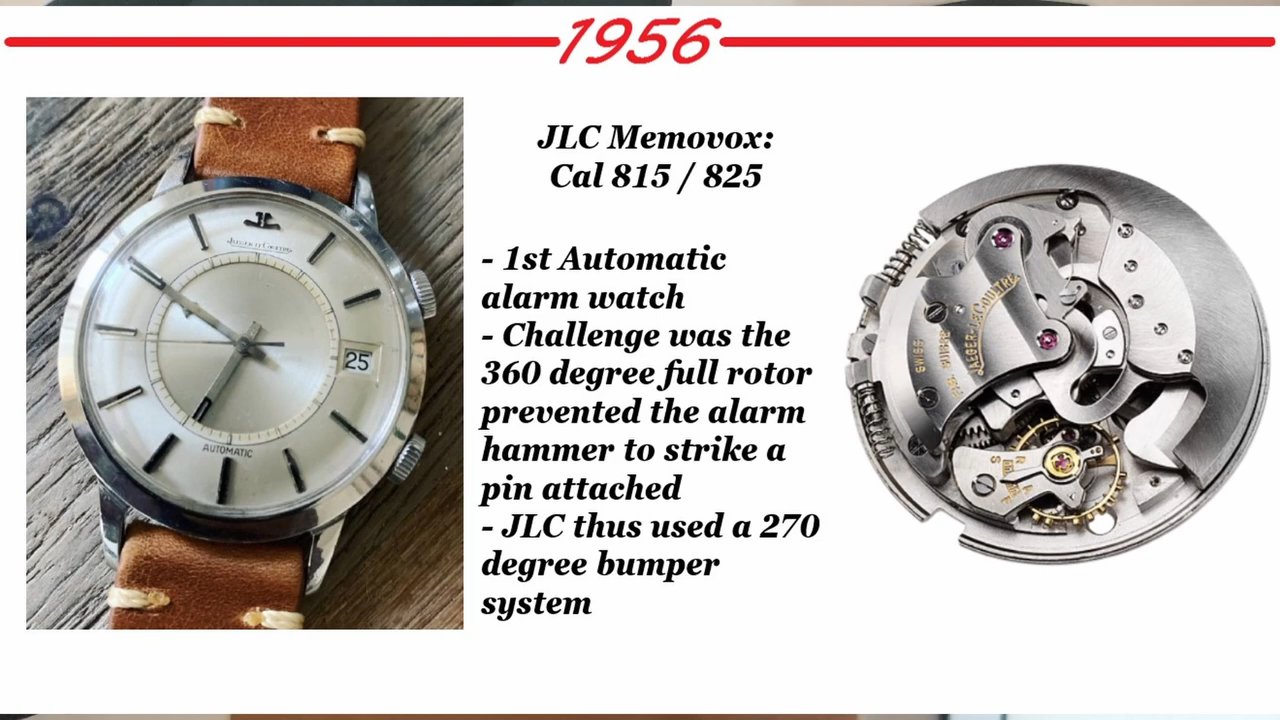 1956
JLC Memovox:
Cal 815 / 825
- 1st Automatic
alarm watch
- Challenge was the
360 degree full rotor
prevented the alarm
hammer to strike a
pin attached
- JLC thus used a 270
degree bumper
system
JAEGER-LECOULTRE
25
AUTOMATIC
SWISS
JAEGER-LECOULTRE